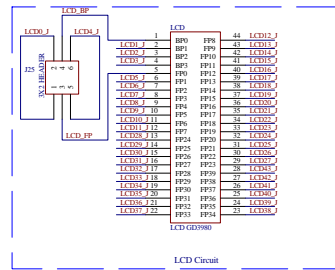 LCD_BP
LCD
LCD0_J LCD4_J
J25
3X2 HEADER
2 4 6
1 3 5
LCD_FP
1 BP0 FP8 44 LCD12_J
LCD1_J 2 BP1 FP9 43 LCD13_J
LCD2_J 3 BP2 FP10 42 LCD14_J
LCD3_J 4 BP3 FP11 41 LCD15_J
5 FP0 FP12 40 LCD16_J
LCD5_J 6 FP1 FP13 39 LCD17_J
LCD6_J 7 FP2 FP14 38 LCD18_J
LCD7_J 8 FP3 FP15 37 LCD19_J
LCD8_J 9 FP4 FP16 36 LCD20_J
LCD9_J 10 FP5 FP17 35 LCD21_J
LCD10_J 11 FP6 FP18 34 LCD22_J
LCD11_J 12 FP7 FP19 33 LCD23_J
LCD28_J 13 FP24 FP20 32 LCD24_J
LCD29_J 14 FP25 FP21 31 LCD25_J
LCD30_J 15 FP26 FP22 30 LCD26_J
LCD31_J 16 FP27 FP23 29 LCD27_J
LCD32_J 17 FP28 28
LCD33_J 18 FP29 FP38 27 LCD42_J
LCD34_J 19 FP30 FP37 26 LCD41_J
LCD35_J 20 FP31 FP36 25 LCD40_J
LCD36_J 21 FP32 FP35 24 LCD39_J
LCD37_J 22 FP33 FP34 23 LCD38_J
LCD GD3980
LCD Circuit